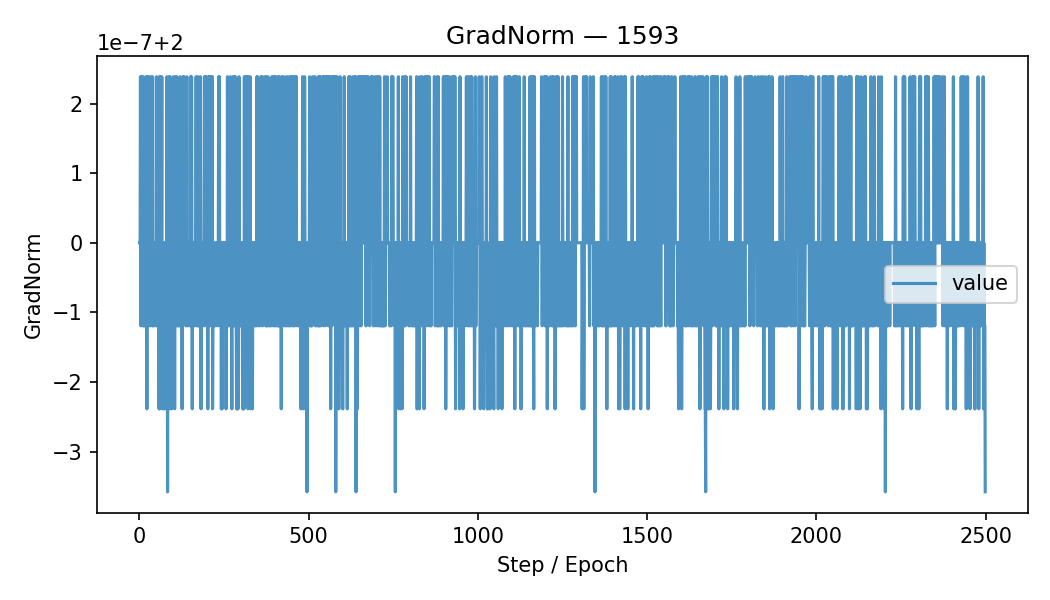 GradNorm — 1593
1e−7+2
2
1
0
−1
−2
−3
GradNorm
value
0
500
1000
1500
2000
2500
Step / Epoch